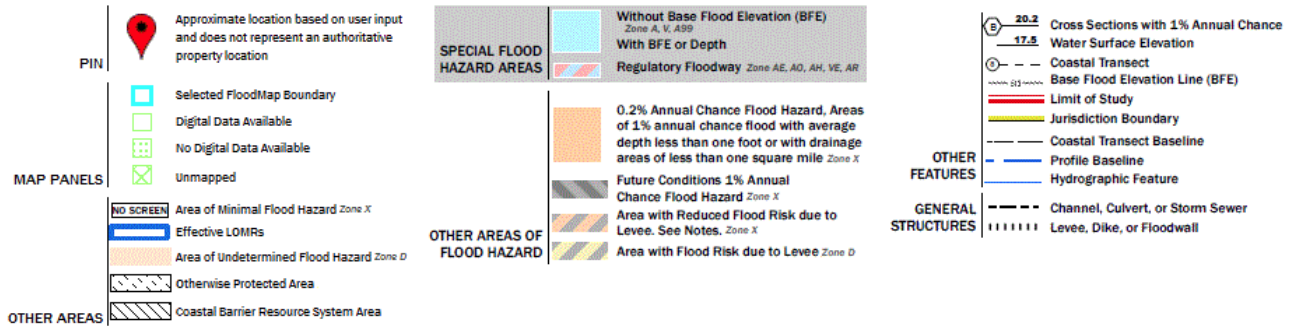 PIN
Approximate location based on user input
and does not represent an authoritative
property location
MAP PANELS
Selected FloodMap Boundary
Digital Data Available
No Digital Data Available
Unmapped
OTHER AREAS
NO SCREEN Area of Minimal Flood Hazard Zone X
Effective LOMRs
Area of Undetermined Flood Hazard Zone D
Otherwise Protected Area
Coastal Barrier Resource System Area
SPECIAL FLOOD
HAZARD AREAS
Without Base Flood Elevation (BFE)
Zone A, V, A99
With BFE or Depth
Regulatory Floodway Zone AE, AO, AH, VE, AR
OTHER AREAS OF
FLOOD HAZARD
0.2% Annual Chance Flood Hazard, Areas
of 1% annual chance flood with average
depth less than one foot or with drainage
areas of less than one square mile Zone X
Future Conditions 1% Annual
Chance Flood Hazard Zone X
Area with Reduced Flood Risk due to
Levee. See Notes. Zone X
Area with Flood Risk due to Levee Zone D
OTHER
FEATURES
B 20.2 Cross Sections with 1% Annual Chance
17.5 Water Surface Elevation
8 Coastal Transect
513 Base Flood Elevation Line (BFE)
Limit of Study
Jurisdiction Boundary
Coastal Transect Baseline
Profile Baseline
Hydrographic Feature
GENERAL
STRUCTURES
Channel, Culvert, or Storm Sewer
Levee, Dike, or Floodwall